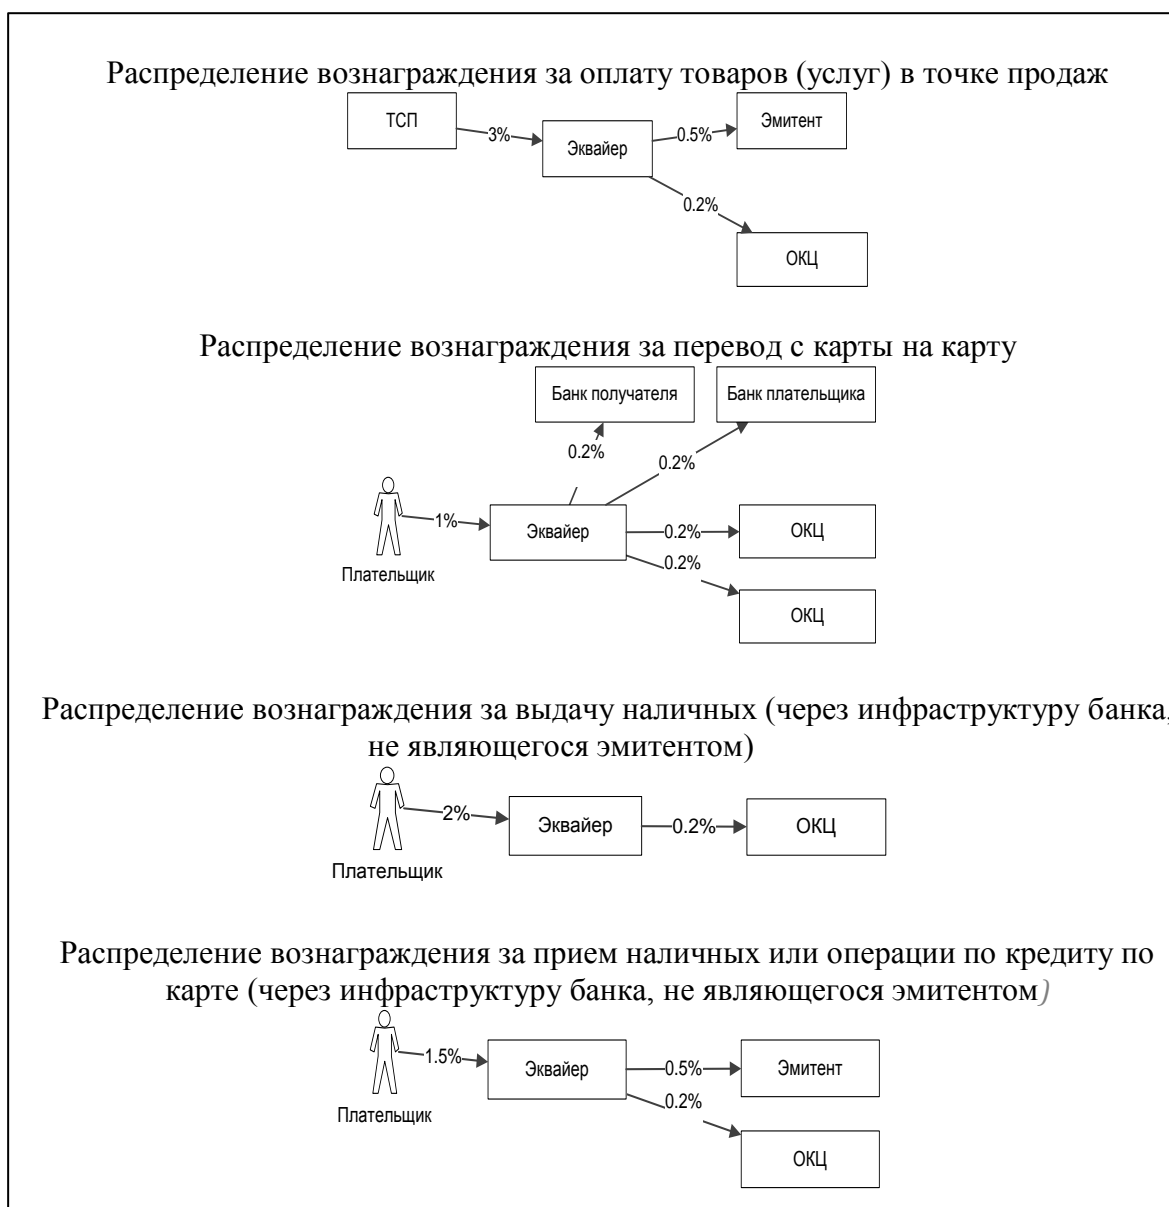 Распределение вознаграждения за оплату товаров (услуг) в точке продаж
ТСП
3%
Эквайер
0.5%
Эмитент
0.2%
ОКЦ
Распределение вознаграждения за перевод с карты на карту
Банк получателя
Банк плательщика
0.2%
0.2%
1%
Эквайер
0.2%
ОКЦ
Плательщик
0.2%
ОКЦ
Распределение вознаграждения за выдачу наличных (через инфраструктуру банка,
не являющегося эмитентом)
2%
Эквайер
0.2%
ОКЦ
Плательщик
Распределение вознаграждения за прием наличных или операции по кредиту по
карте (через инфраструктуру банка, не являющегося эмитентом)
1.5%
Эквайер
0.5%
Эмитент
Плательщик
0.2%
ОКЦ